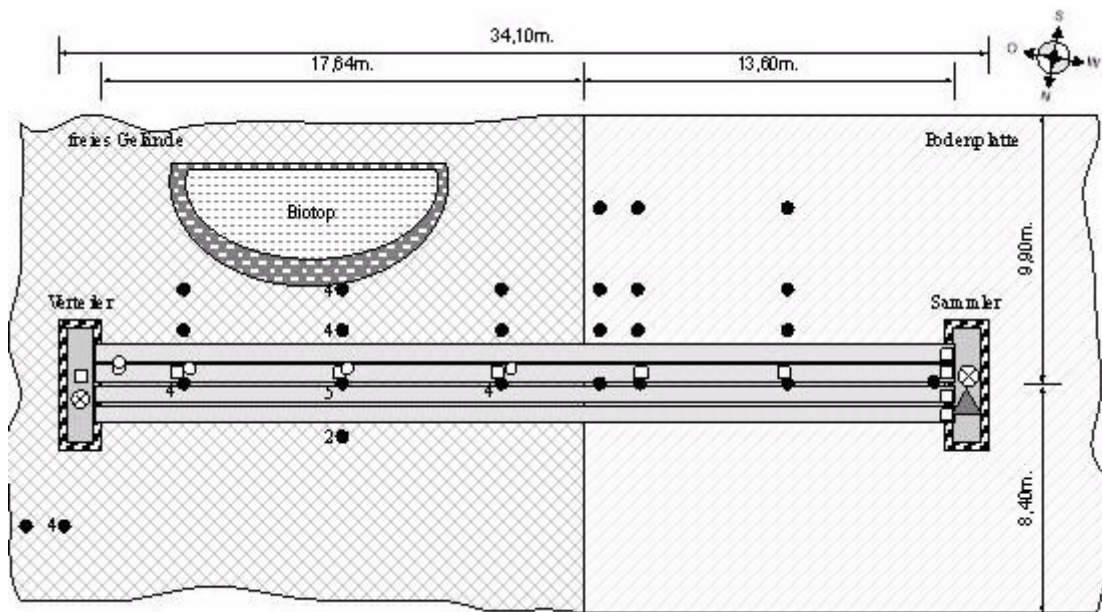 34,10m.
17,64m.
13,60m.
S
O
W
N
freies Gelände
Bodenplatte
Biotop
9,90m.
4
Verteiler
4
Sammler
4
5
4
2
8,40m.
4